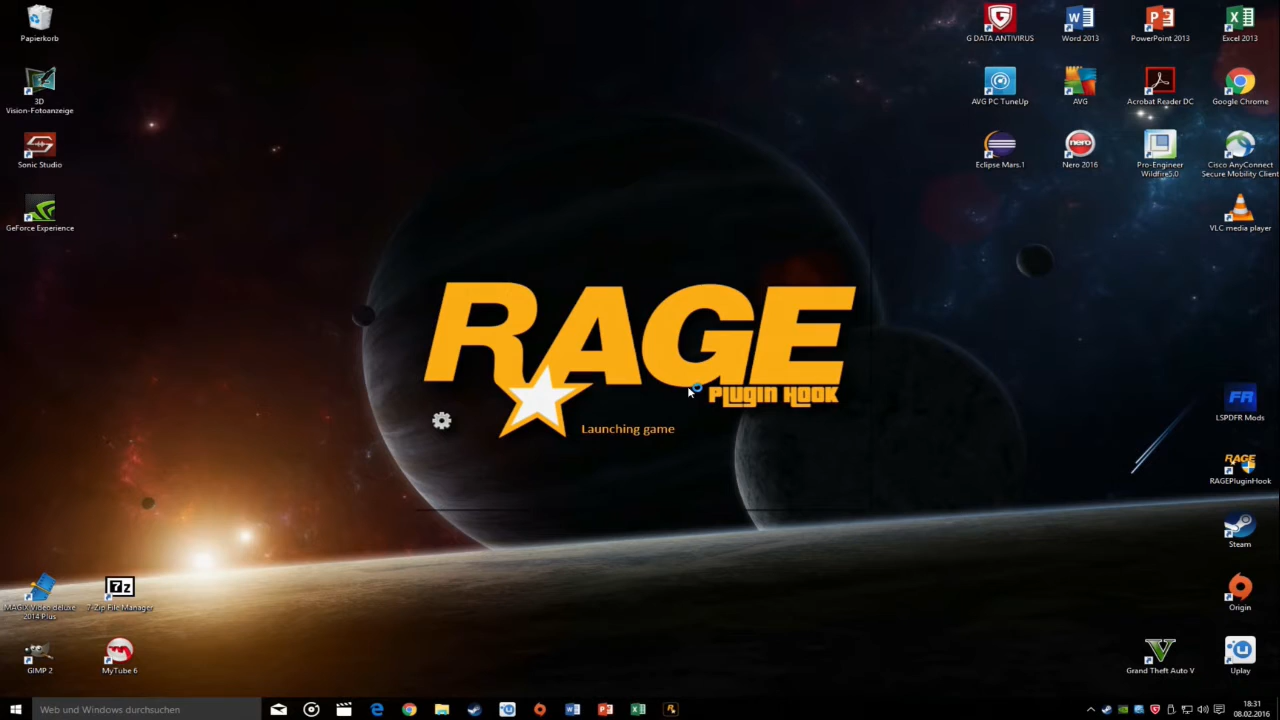 Papierkorb
3D
Vision-Fotoanzeige
Sonic Studio
GeForce Experience
G DATA ANTIVIRUS
Word 2013
PowerPoint 2013
Excel 2013
AVG PC TuneUp
AVG
Acrobat Reader DC
Google Chrome
Eclipse Mars.1
nero
Nero 2016
Pro-Engineer
Wildfire5.0
Cisco AnyConnect
Secure Mobility Client
VLC media player
RAGE
PLUGIN HOOK
Launching game
FR
LSPDFR Mods
RAGE
RAGEPluginHook
Steam
Origin
Uplay
Grand Theft Auto V
MAGIX Video deluxe
2014 Plus
7z
7-Zip File Manager
GIMP 2
MyTube 6
Web und Windows durchsuchen
18:31
08.02.2016